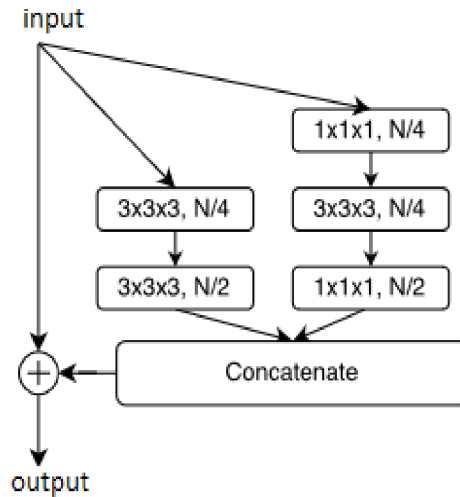 input
1x1x1, N/4
3x3x3, N/4
3x3x3, N/4
3x3x3, N/2
1x1x1, N/2
Concatenate
+
output